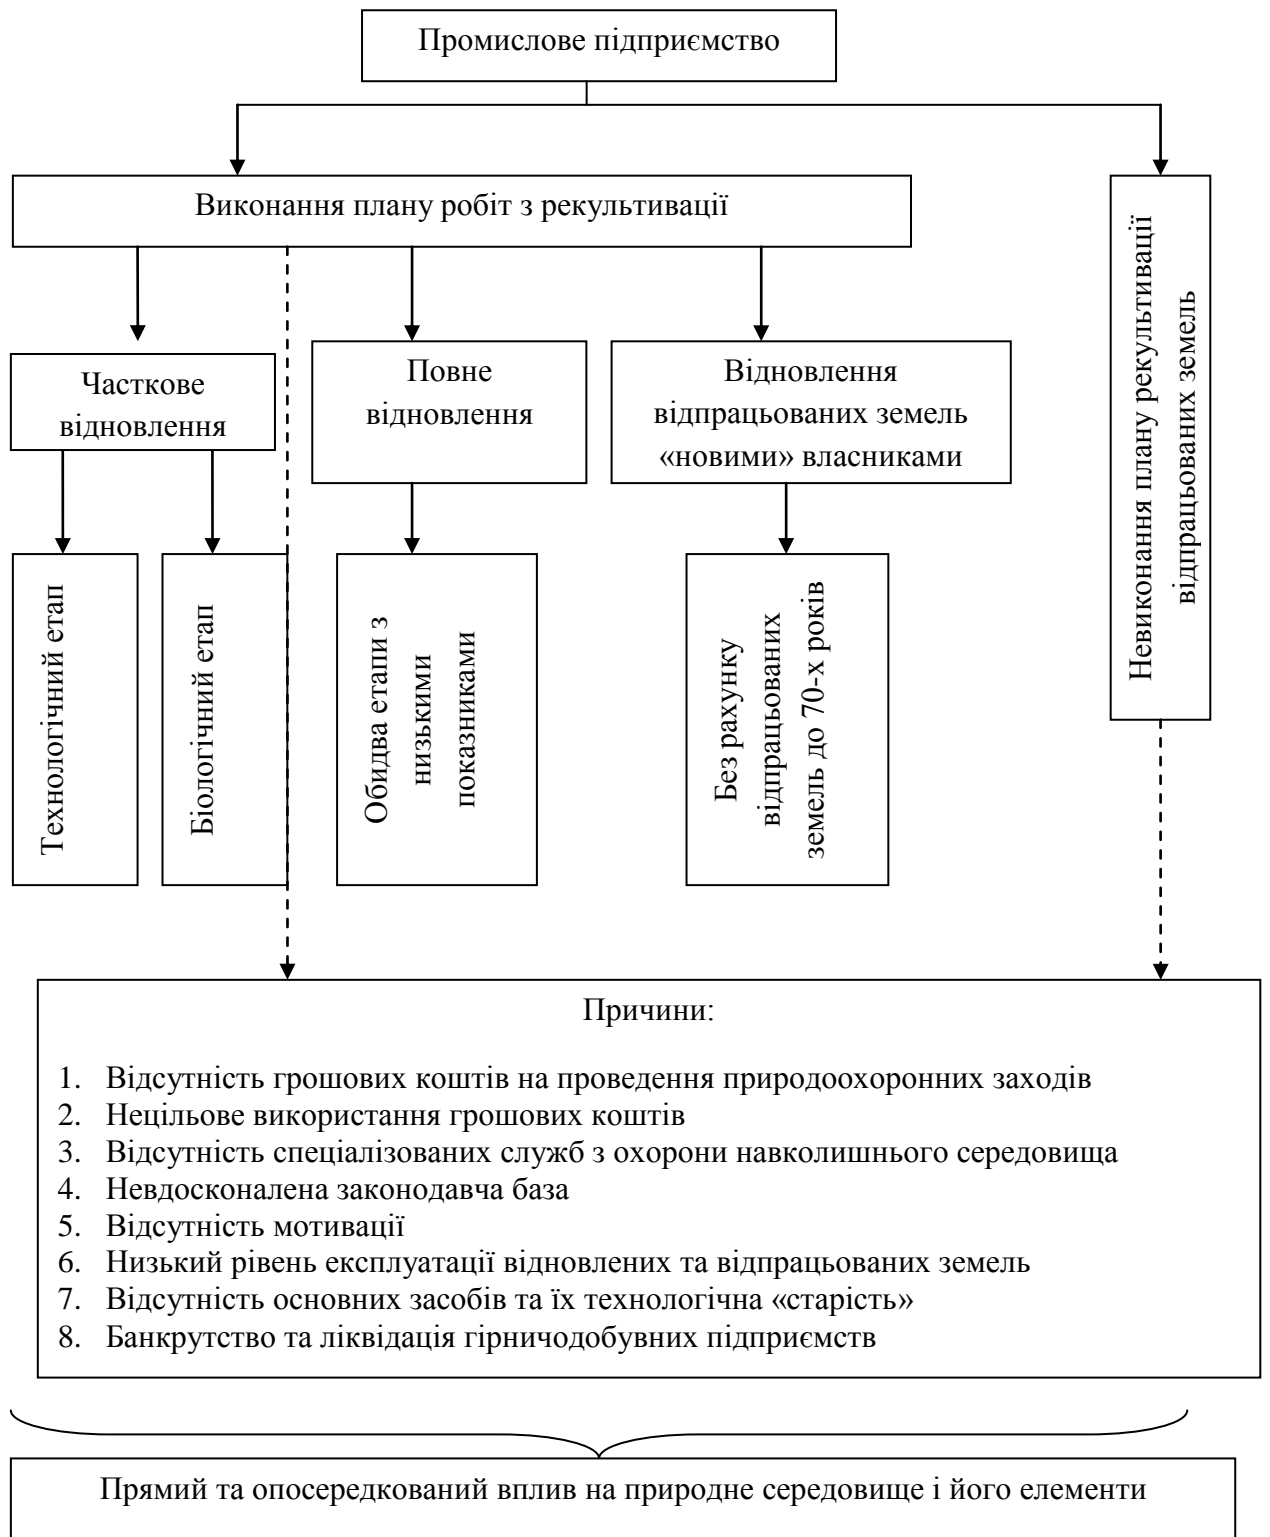 Промислове підприємство
Виконання плану робіт з рекультивації
Невиконання плану рекультивації
відпрацьованих земель
Часткове
відновлення
Повне
відновлення
Відновлення
відпрацьованих земель
«новими» власниками
Технологічний етап
Біологічний етап
Обидва етапи з
низькими
показниками
Без рахунку
відпрацьованих
земель до 70-х років
Причини:
1. Відсутність грошових коштів на проведення природоохоронних заходів
2. Нецільове використання грошових коштів
3. Відсутність спеціалізованих служб з охорони навколишнього середовища
4. Невдосконалена законодавча база
5. Відсутність мотивації
6. Низький рівень експлуатації відновлених та відпрацьованих земель
7. Відсутність основних засобів та їх технологічна «старість»
8. Банкрутство та ліквідація гірничодобувних підприємств
Прямий та опосередкований вплив на природне середовище і його елементи